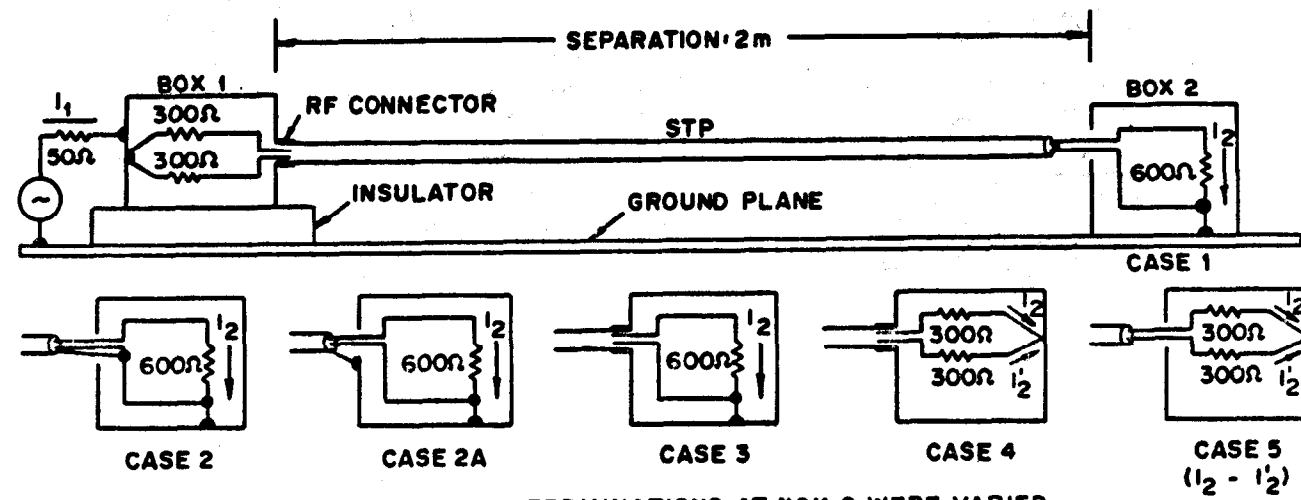 SEPARATION: 2m
BOX 1
BOX 2
I1
300Ω
RF CONNECTOR
STP
50Ω
300Ω
I2
600Ω
INSULATOR
GROUND PLANE
CASE 1
I2
600Ω
CASE 2
I2
600Ω
CASE 2A
I2
600Ω
CASE 3
I2
300Ω
300Ω
I'2
CASE 4
I2
300Ω
300Ω
I'2
CASE 5
(I2 - I'2)
TERMINATIONS AT BOX 2 WERE VARIED